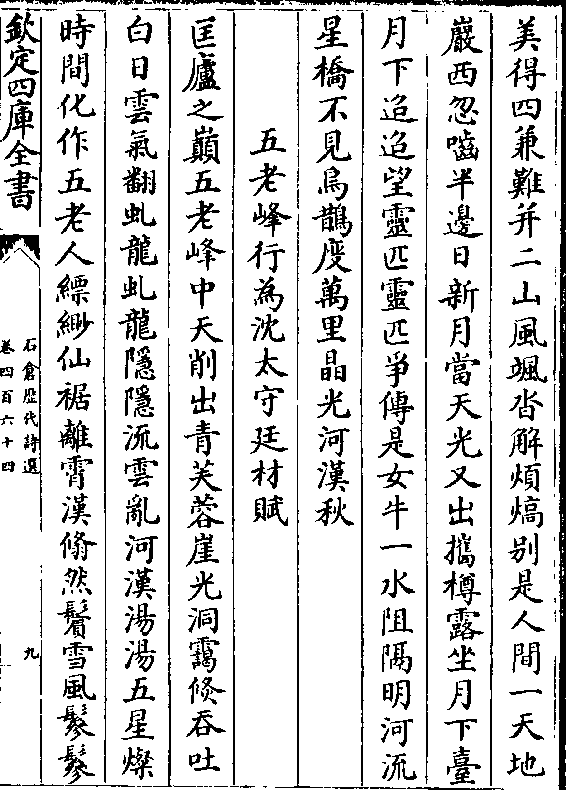 美得四兼難并二山風颯沓解煩熇别是人間一天地
巖西忽嚙半邊日新月當天光又出攜樽露坐月下臺
月下迢迢望靈匹靈匹爭傳是女牛一水阻隔明河流
星橋不見烏鵲度萬里晶光河漢秋
五老峰行為沈太守廷材賦
匡廬之巔五老峰中天削出青芙蓉崖光洞靄倐吞吐
白日雲氣翻虬龍虬龍隱隱流雲亂河漢湯湯五星燦
時間化作五老人縹緲仙裾離霄漢翛然鬢雪風鬖鬖
欽定四庫全書
石倉歴代詩選
卷四百六十四
九